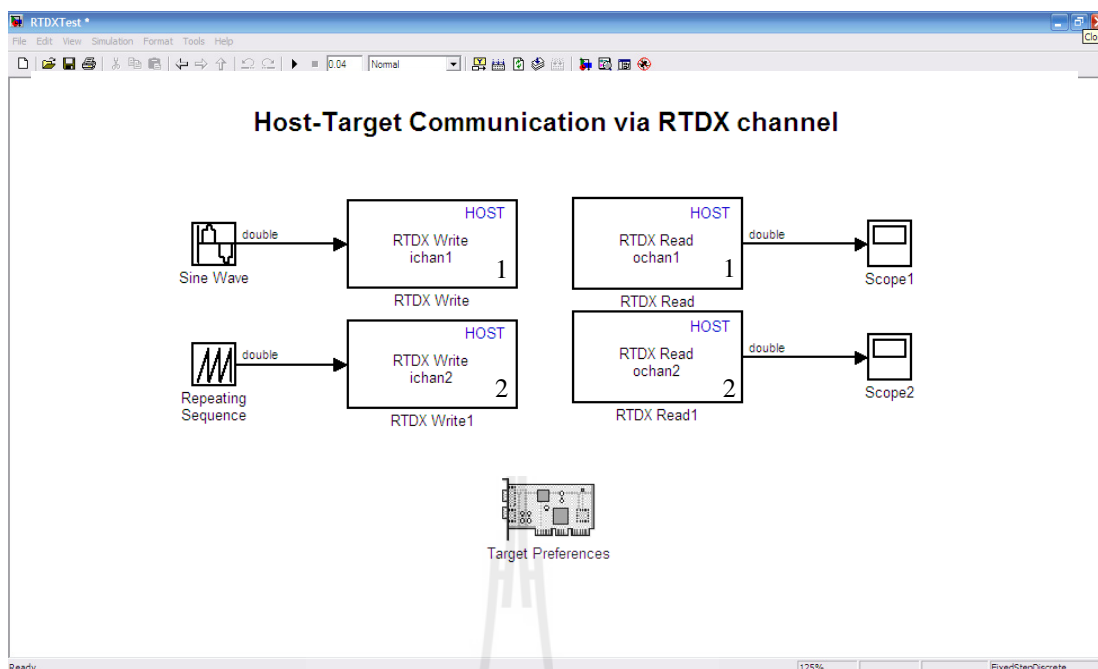 RTDXTest *
File Edit View Simulation Format Tools Help
Clo
0.04 Normal
Host-Target Communication via RTDX channel
HOST
RTDX Write
ichan1
1
RTDX Write
double
Sine Wave
HOST
RTDX Read
ochan1
1
RTDX Read
double
Scope1
HOST
RTDX Write
ichan2
2
RTDX Write1
double
Repeating
Sequence
HOST
RTDX Read
ochan2
2
RTDX Read1
double
Scope2
Target Preferences
Ready 125% FixedStepDiscrete